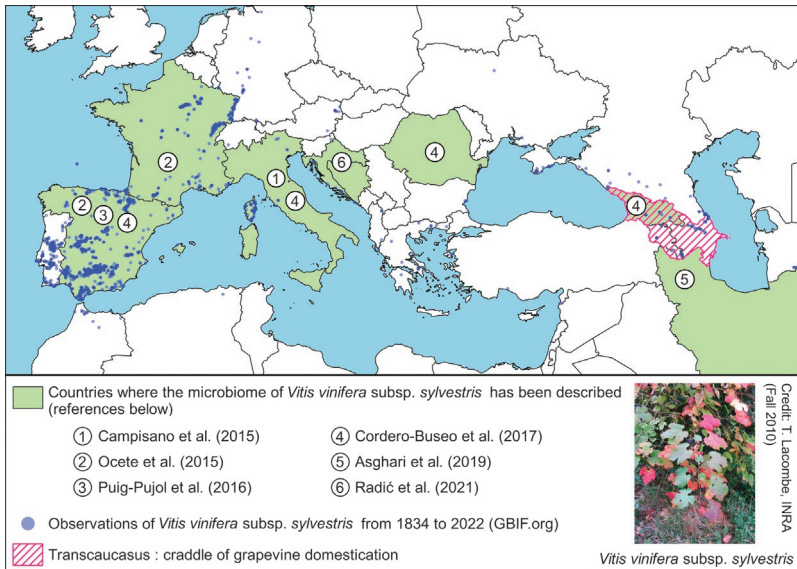 2
6
4
1
4
2
3
4
4
5
Countries where the microbiome of Vitis vinifera subsp. sylvestris has been described
(references below)
1 Campisano et al. (2015)
4 Cordero-Buseo et al. (2017)
2 Ocete et al. (2015)
5 Asghari et al. (2019)
3 Puig-Pujol et al. (2016)
6 Radić et al. (2021)
Observations of Vitis vinifera subsp. sylvestris from 1834 to 2022 (GBIF.org)
Transcaucasus : craddle of grapevine domestication
Credit: T. Lacombe, INRA
(Fall 2010)
Vitis vinifera subsp. sylvestris